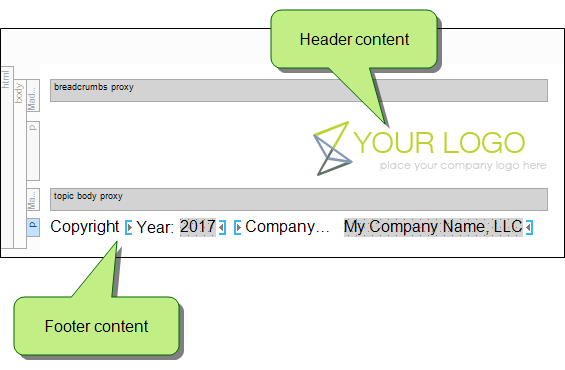 Header content
html
body
Mad...
breadcrumbs proxy
p
YOUR LOGO
place your company logo here
Ma...
topic body proxy
p
Copyright Year: 2017 Company... My Company Name, LLC
Footer content